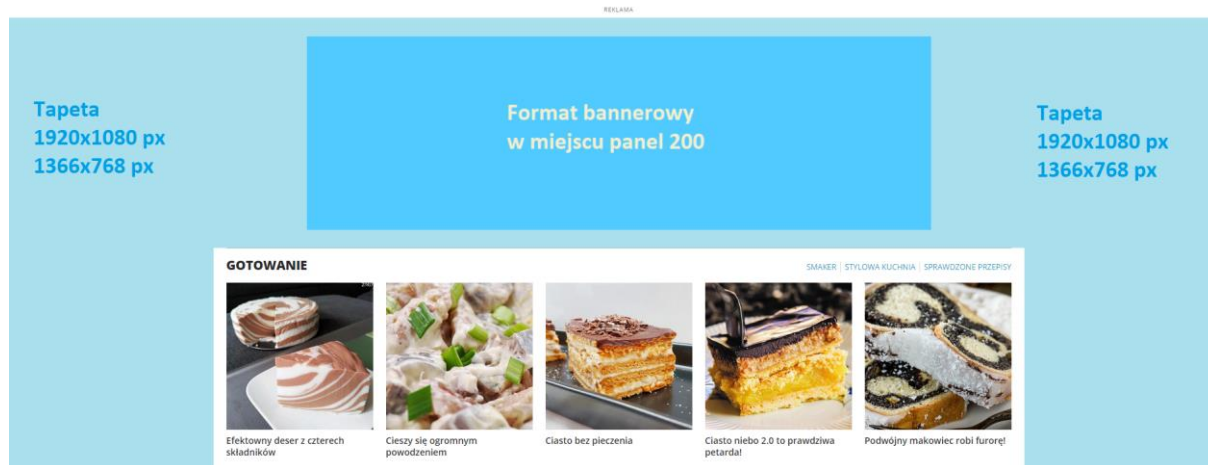 REKLAMA
Tapeta
1920x1080 px
1366x768 px
Format bannerowy
w miejscu panel 200
Tapeta
1920x1080 px
1366x768 px
GOTOWANIE
SMAKER | STYLOWA KUCHNIA | SPRAWDZONE PRZEPISY
Efektowny deser z czterech
składników
Cieszy się ogromnym
powodzeniem
Ciasto bez pieczenia
Ciasto niebo 2.0 to prawdziwa
petarda!
Podwójny makowiec robi furorę!